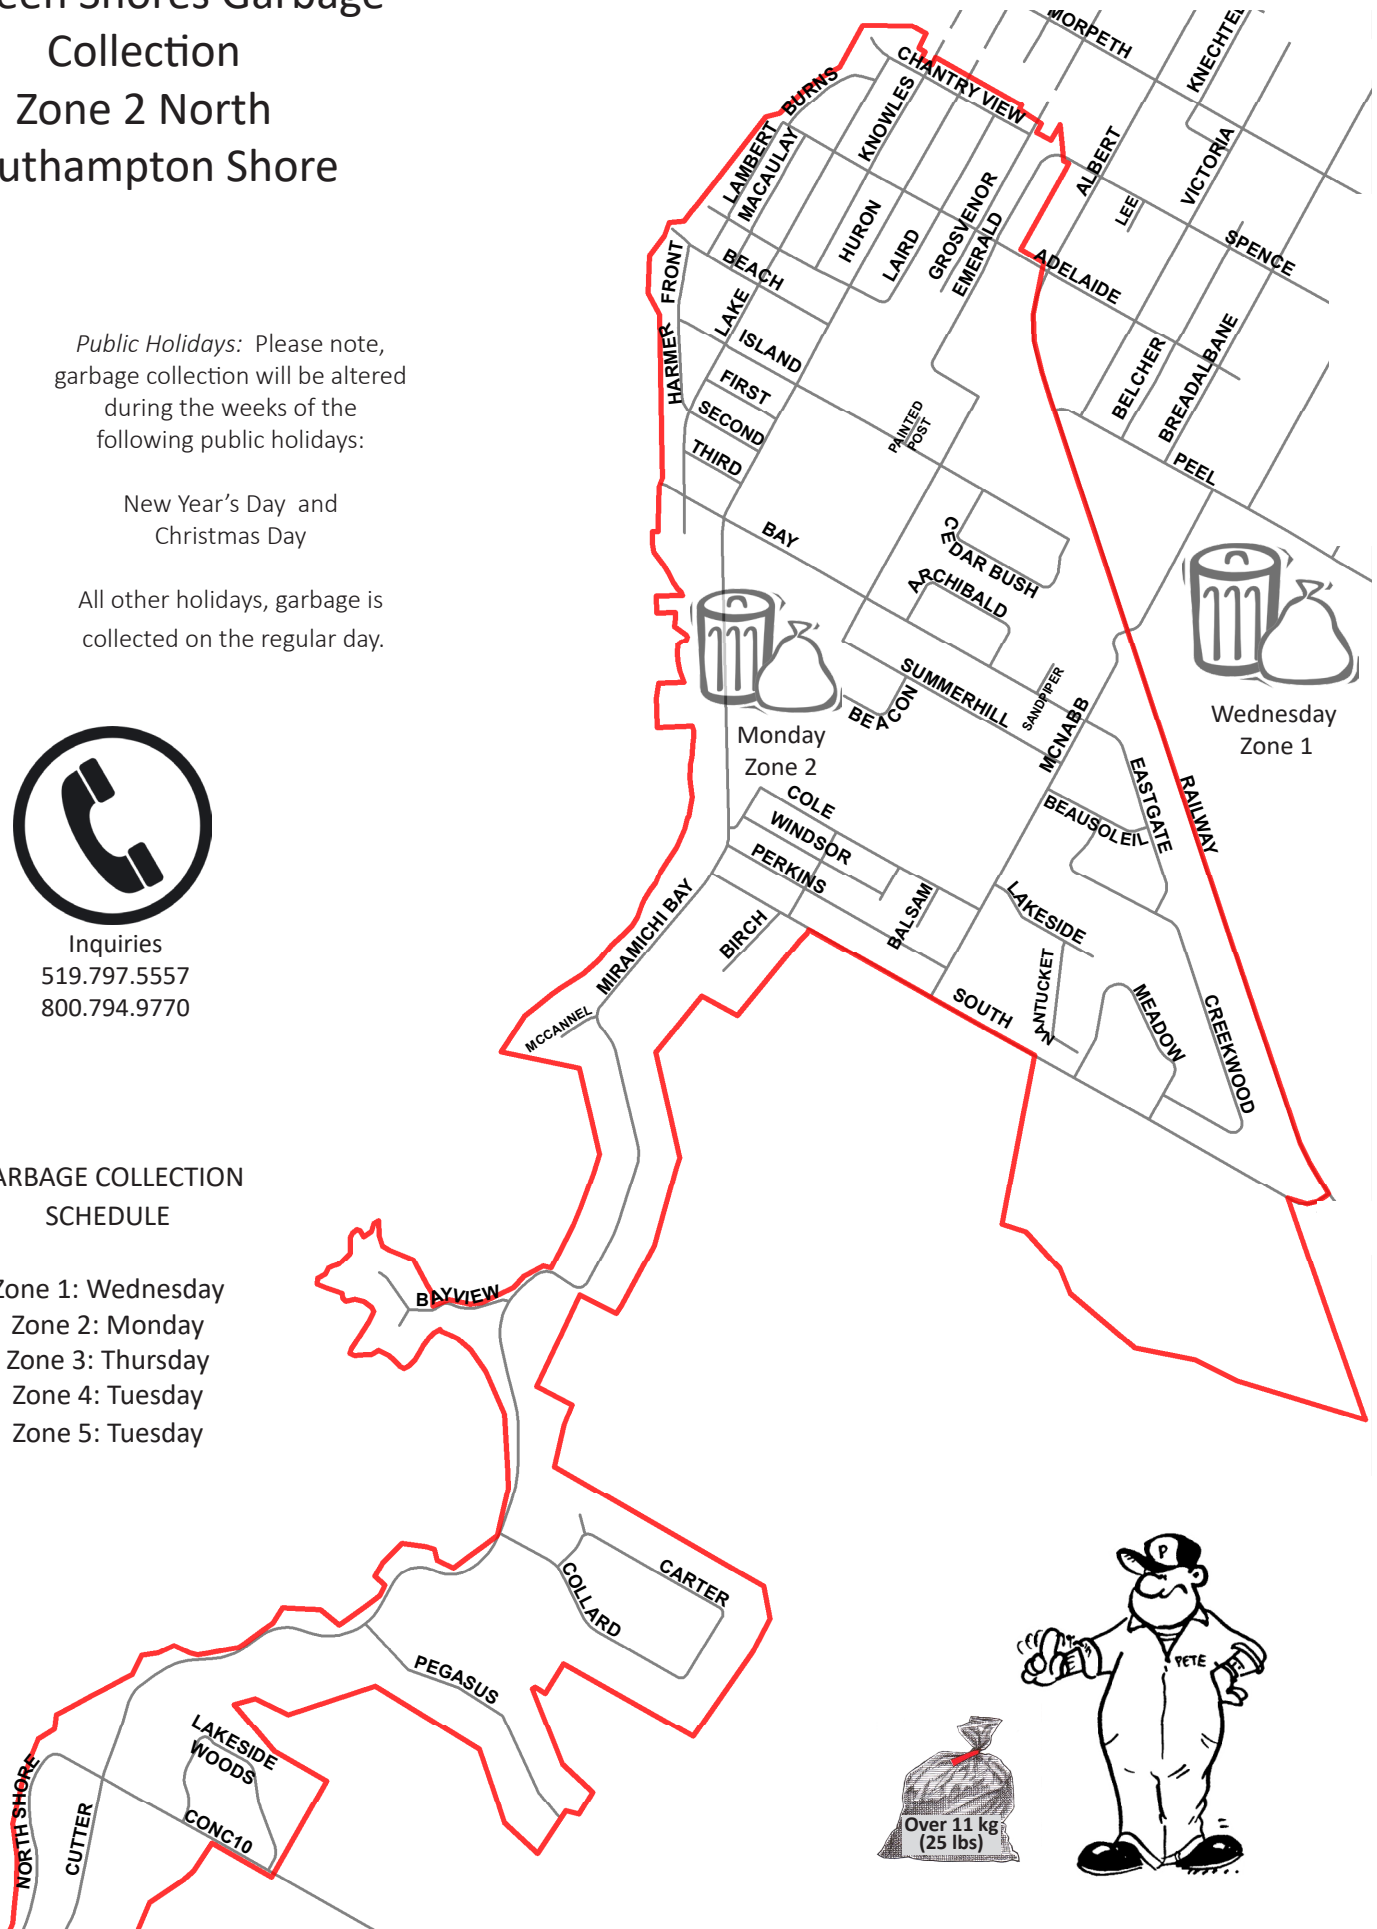 een Shores Garbage
Collection
Zone 2 North
uthampton Shore
Public Holidays: Please note,
garbage collection will be altered
during the weeks of the
following public holidays:
New Year's Day and
Christmas Day
All other holidays, garbage is
collected on the regular day.
Inquiries
519.797.5557
800.794.9770
ARBAGE COLLECTION
SCHEDULE
Zone 1: Wednesday
Zone 2: Monday
Zone 3: Thursday
Zone 4: Tuesday
Zone 5: Tuesday
MORPETH
KNECHTEL
CHANTRY VIEW
BURNS
KNOWLES
LAMBERT
MACAULAY
ALBERT
VICTORIA
LEE
SPENCE
HURON
LAIRD
GROSVENOR
EMERALD
ADELAIDE
FRONT
BEACH
LAKE
HARMER
ISLAND
FIRST
SECOND
THIRD
BELCHER
BREADALBANE
PEEL
PAINTED
POST
BAY
CEDAR BUSH
ARCHIBALD
SUMMERHILL
SANDPIPER
BEACON
MCNABB
Monday
Zone 2
Wednesday
Zone 1
EASTGATE
RAILWAY
BEAUSOLEIL
COLE
WINDSOR
PERKINS
BALSAM
BIRCH
LAKESIDE
MIRAMICHI BAY
MCCANNEL
SOUTH
NANTUCKET
MEADOW
CREEKWOOD
BAYVIEW
CARTER
COLLARD
PEGASUS
LAKESIDE
WOODS
NORTH SHORE
CUTTER
CONC10
P
PETE
Over 11 kg
(25 lbs)